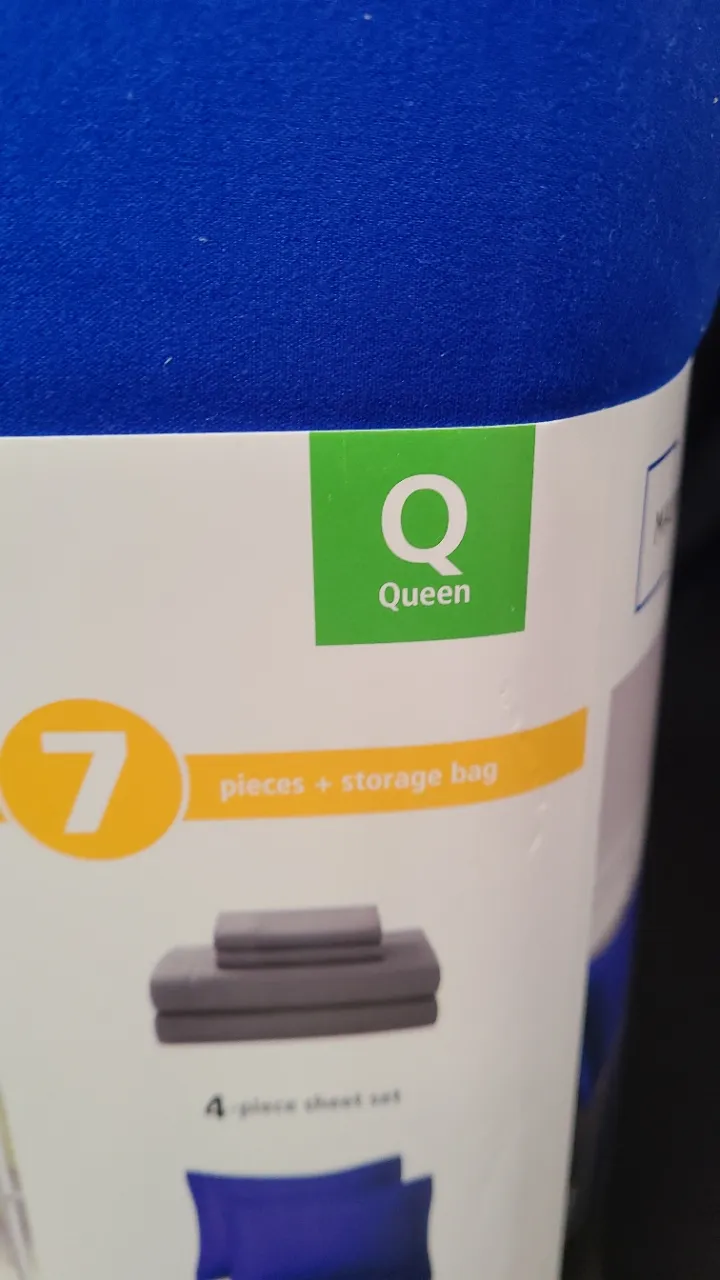 Q
Queen
7 pieces + storage bag
4-piece sheet set